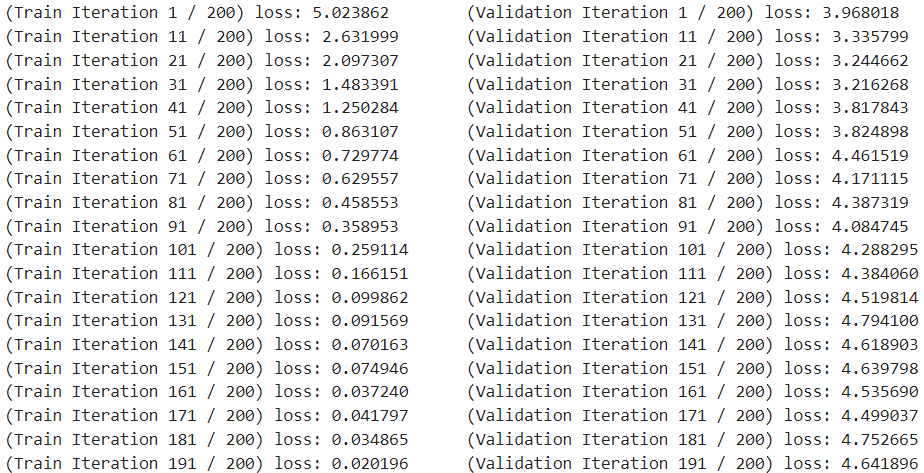 (Train Iteration 1 / 200) loss: 5.023862 (Validation Iteration 1 / 200) loss: 3.968018
(Train Iteration 11 / 200) loss: 2.631999 (Validation Iteration 11 / 200) loss: 3.335799
(Train Iteration 21 / 200) loss: 2.097307 (Validation Iteration 21 / 200) loss: 3.244662
(Train Iteration 31 / 200) loss: 1.483391 (Validation Iteration 31 / 200) loss: 3.216268
(Train Iteration 41 / 200) loss: 1.250284 (Validation Iteration 41 / 200) loss: 3.817843
(Train Iteration 51 / 200) loss: 0.863107 (Validation Iteration 51 / 200) loss: 3.824898
(Train Iteration 61 / 200) loss: 0.729774 (Validation Iteration 61 / 200) loss: 4.461519
(Train Iteration 71 / 200) loss: 0.629557 (Validation Iteration 71 / 200) loss: 4.171115
(Train Iteration 81 / 200) loss: 0.458553 (Validation Iteration 81 / 200) loss: 4.387319
(Train Iteration 91 / 200) loss: 0.358953 (Validation Iteration 91 / 200) loss: 4.084745
(Train Iteration 101 / 200) loss: 0.259114 (Validation Iteration 101 / 200) loss: 4.288295
(Train Iteration 111 / 200) loss: 0.166151 (Validation Iteration 111 / 200) loss: 4.384060
(Train Iteration 121 / 200) loss: 0.099862 (Validation Iteration 121 / 200) loss: 4.519814
(Train Iteration 131 / 200) loss: 0.091569 (Validation Iteration 131 / 200) loss: 4.794100
(Train Iteration 141 / 200) loss: 0.070163 (Validation Iteration 141 / 200) loss: 4.618903
(Train Iteration 151 / 200) loss: 0.074946 (Validation Iteration 151 / 200) loss: 4.639798
(Train Iteration 161 / 200) loss: 0.037240 (Validation Iteration 161 / 200) loss: 4.535690
(Train Iteration 171 / 200) loss: 0.041797 (Validation Iteration 171 / 200) loss: 4.499037
(Train Iteration 181 / 200) loss: 0.034865 (Validation Iteration 181 / 200) loss: 4.752665
(Train Iteration 191 / 200) loss: 0.020196 (Validation Iteration 191 / 200) loss: 4.641896